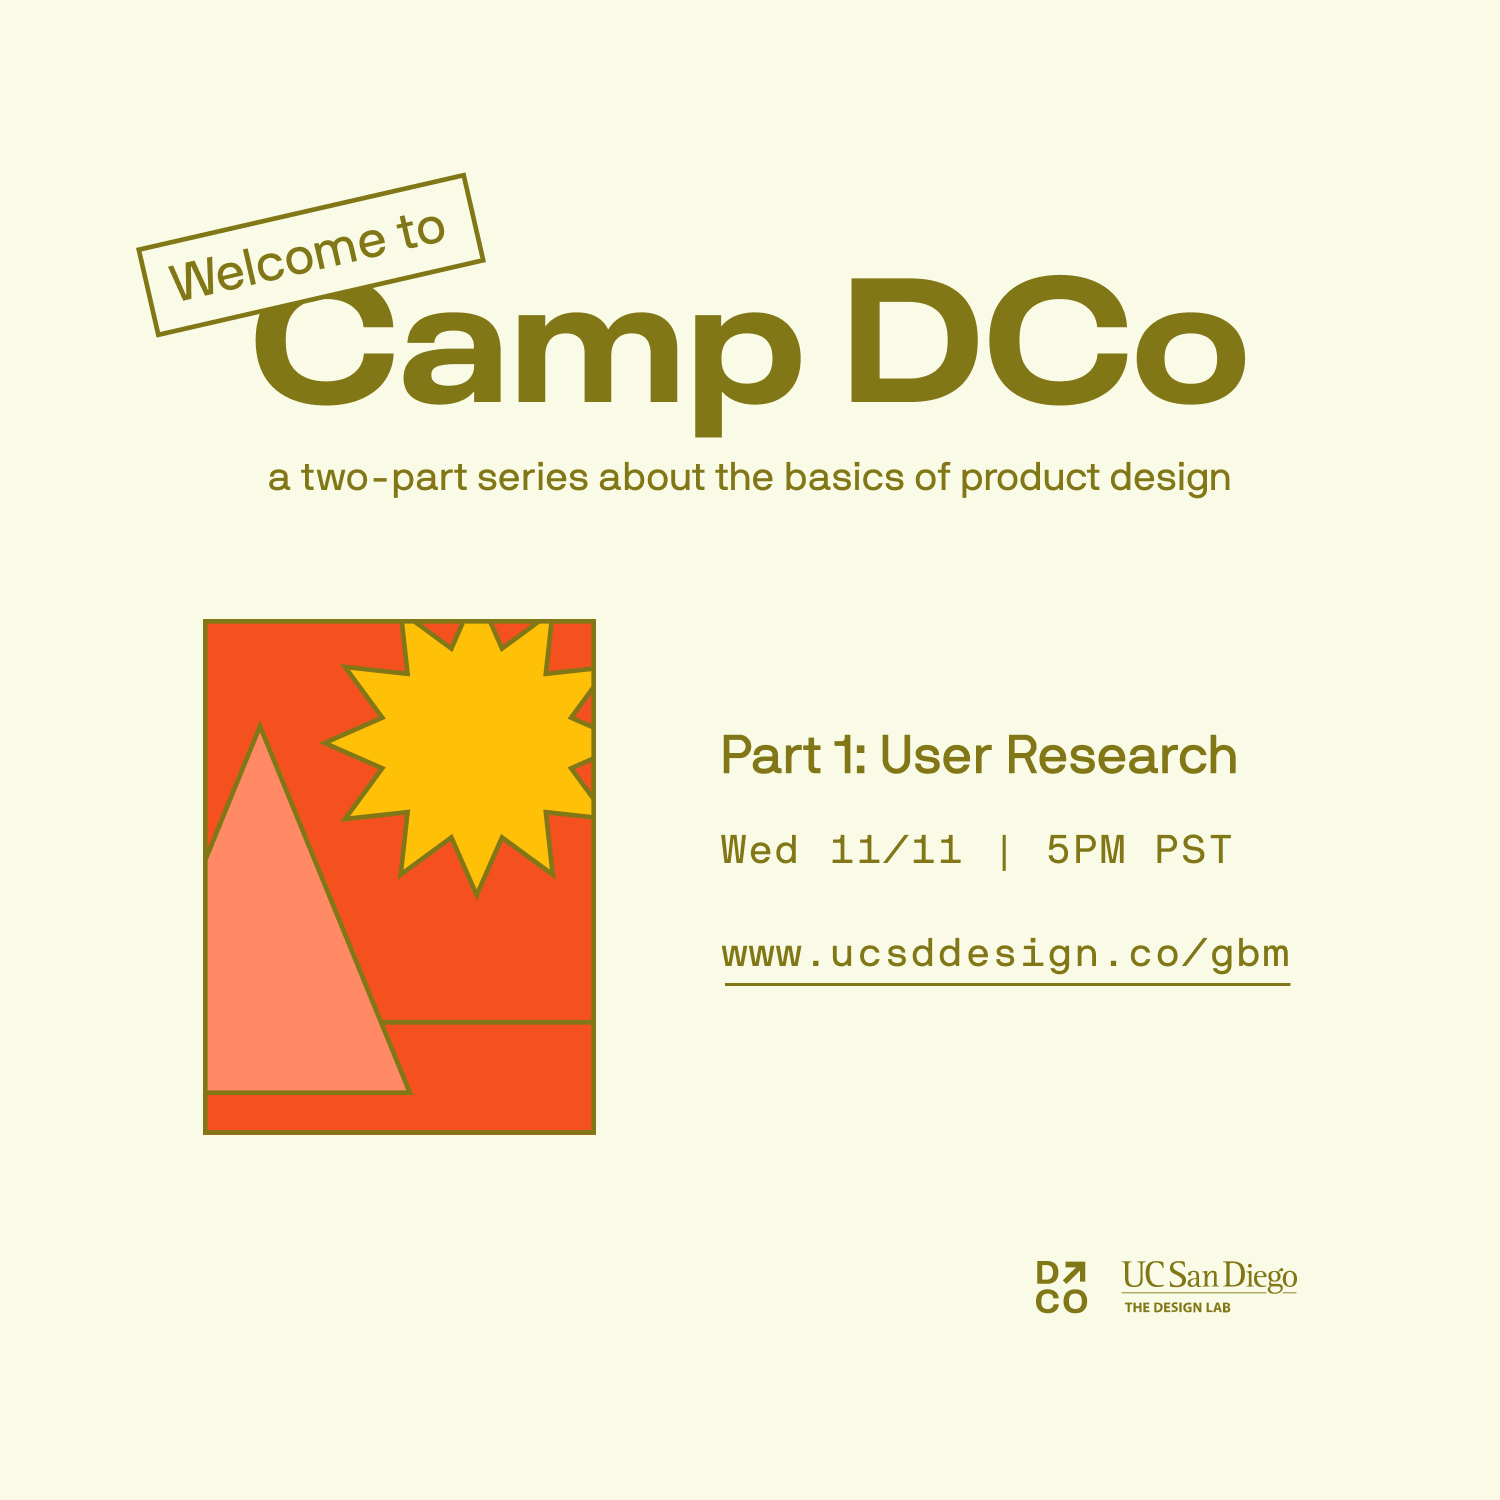 Welcome to
Camp DCo
a two-part series about the basics of product design
Part 1: User Research
Wed 11/11 | 5PM PST
www.ucsddesign.co/gbm
D
CO
UC San Diego
THE DESIGN LAB